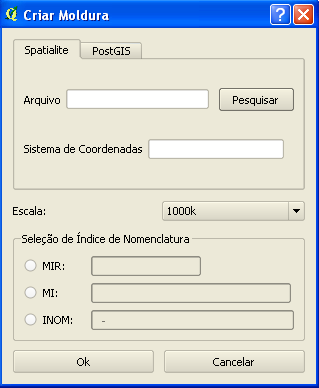 Criar Moldura
Spatialite PostGIS
Arquivo Pesquisar
Sistema de Coordenadas
Escala: 1000k
Seleção de Índice de Nomenclatura
MIR:
MI:
INOM: -
Ok Cancelar